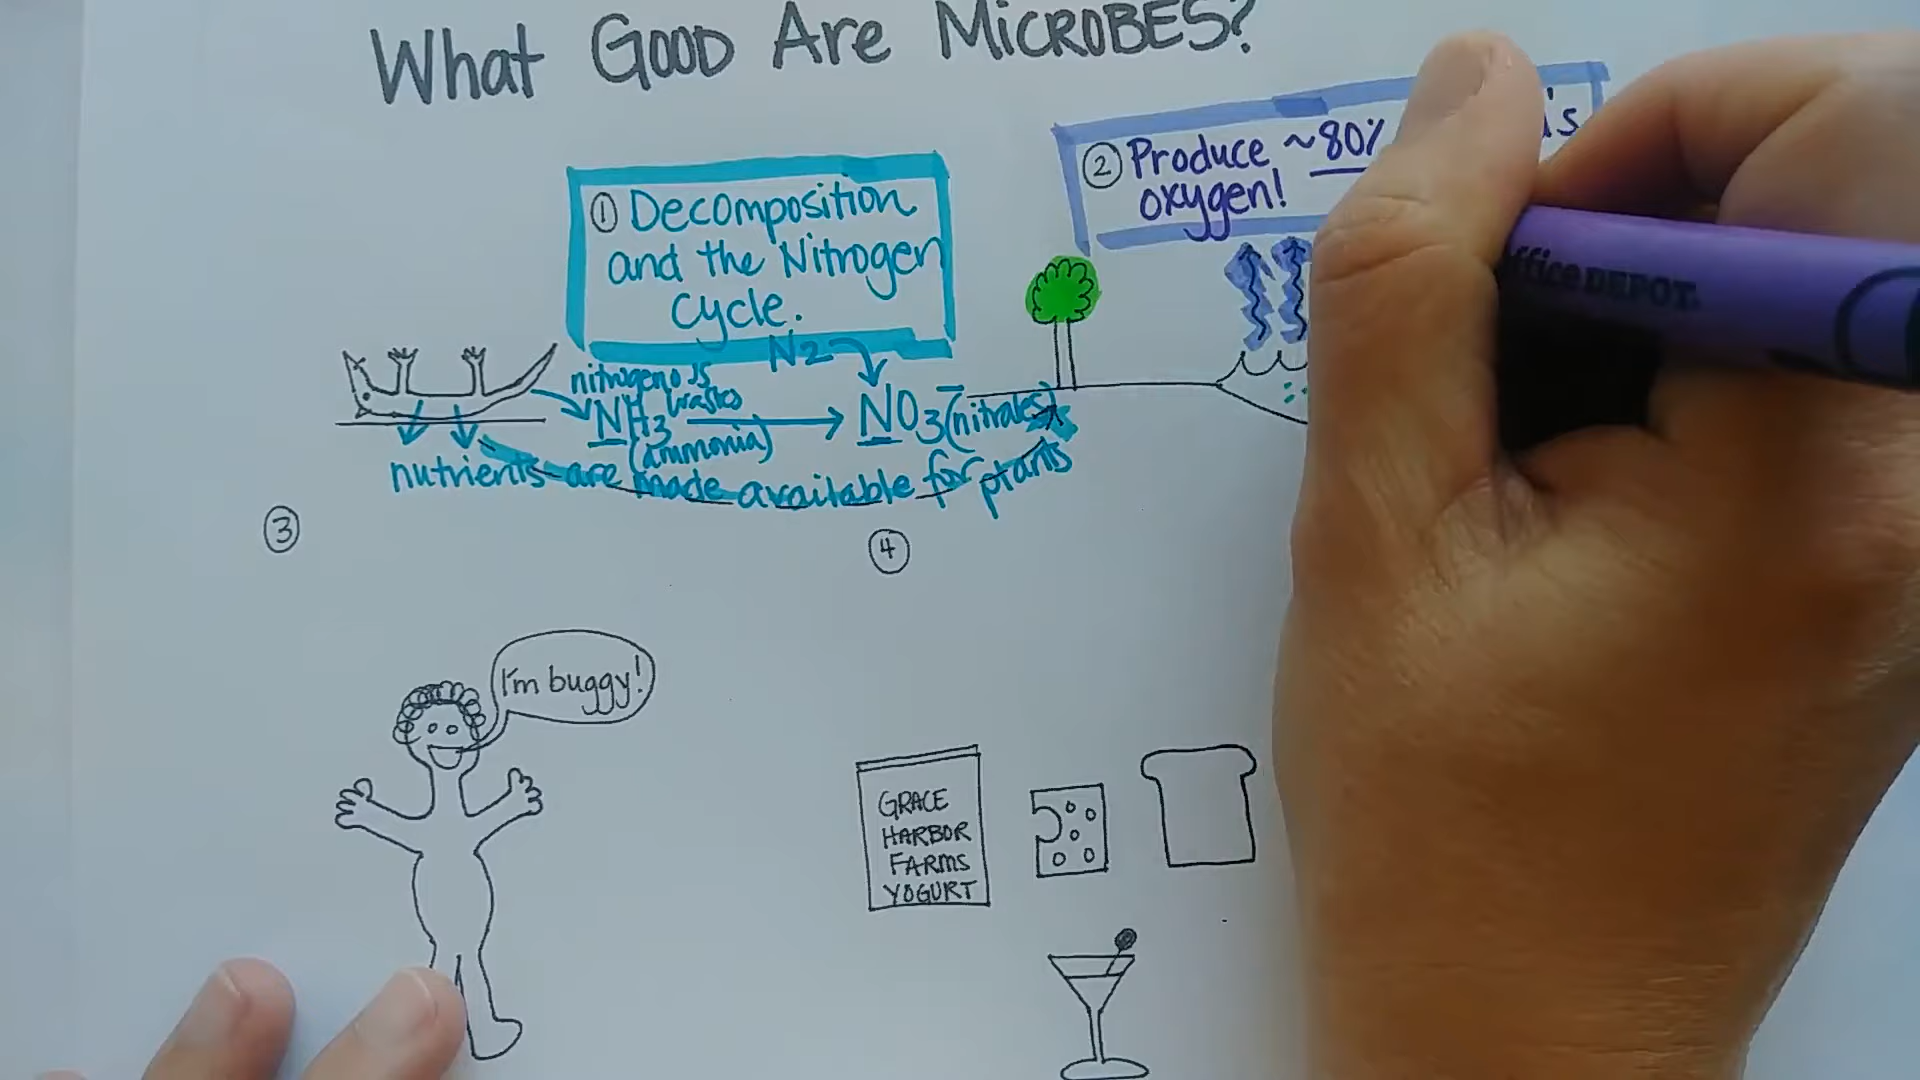 What GOOD Are MICROBES?
① Decomposition
and the Nitrogen
cycle.
② Produce ~80%
oxygen!
N2
nitrogenous
wastes
NH3
NO3⁻ (nitrates)
(ammonia)
nutrients are made available for plants
③
④
I'm buggy!
GRACE
HARBOR
FARMS
YOGURT
Office DEPOT